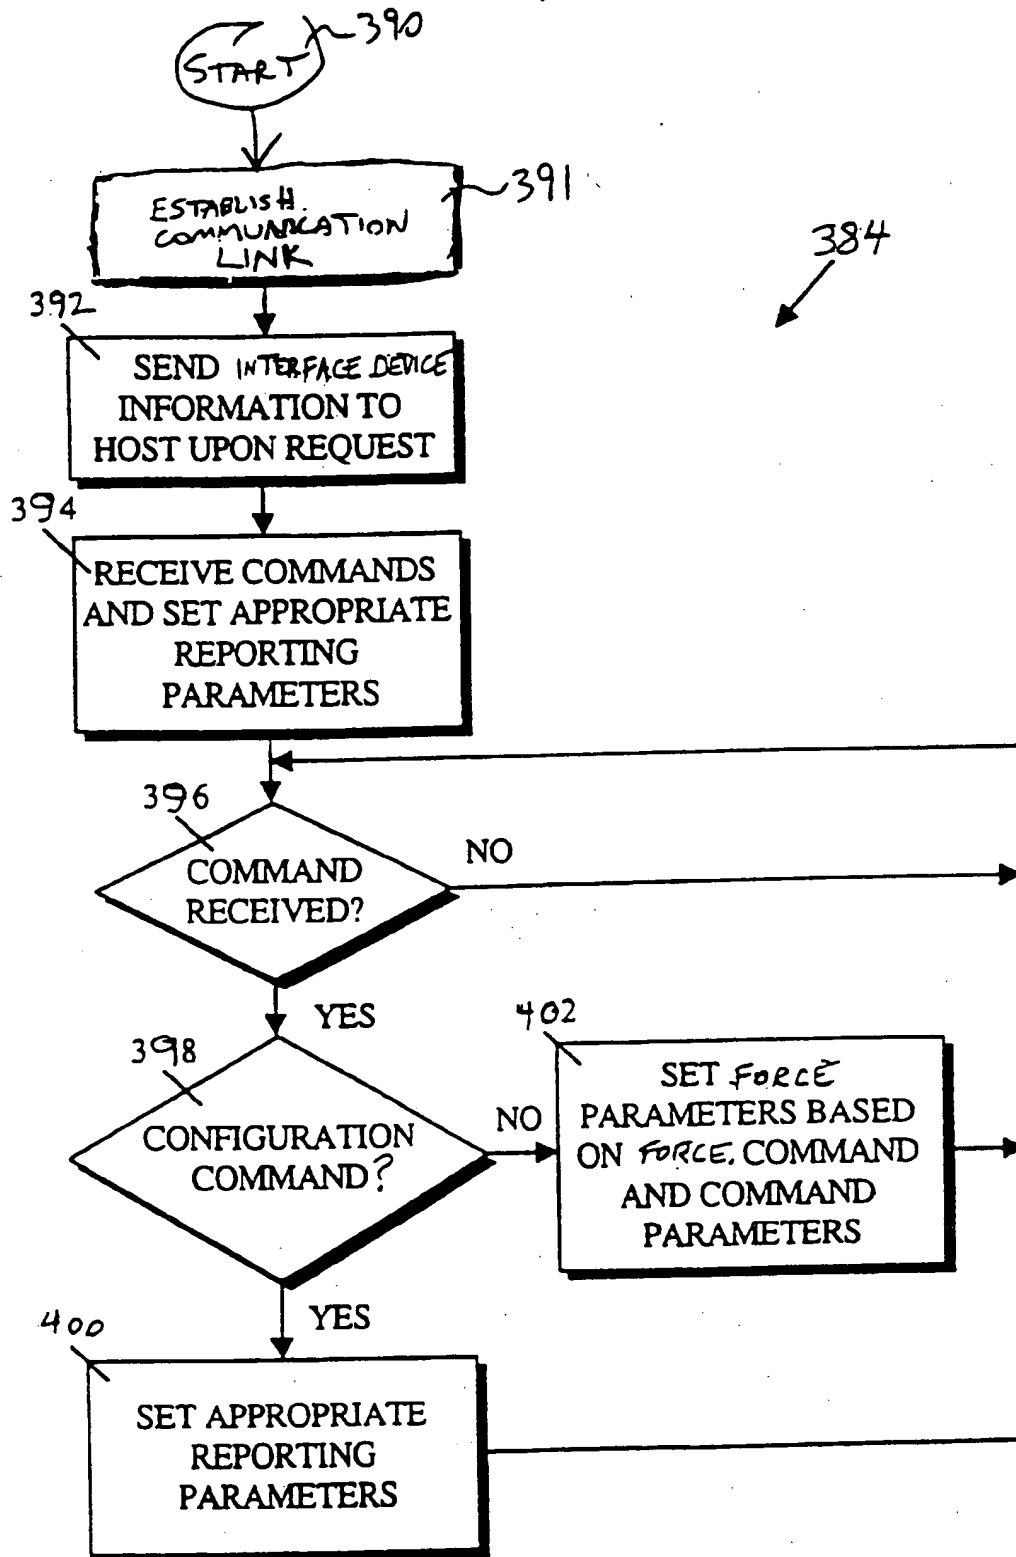 390
START
391
ESTABLISH.
COMMUNICATION
LINK
384
392
SEND INTERFACE DEVICE
INFORMATION TO
HOST UPON REQUEST
394
RECEIVE COMMANDS
AND SET APPROPRIATE
REPORTING
PARAMETERS
396
COMMAND
RECEIVED?
NO
YES
398
CONFIGURATION
COMMAND?
NO
402
SET FORCE
PARAMETERS BASED
ON FORCE. COMMAND
AND COMMAND
PARAMETERS
YES
400
SET APPROPRIATE
REPORTING
PARAMETERS